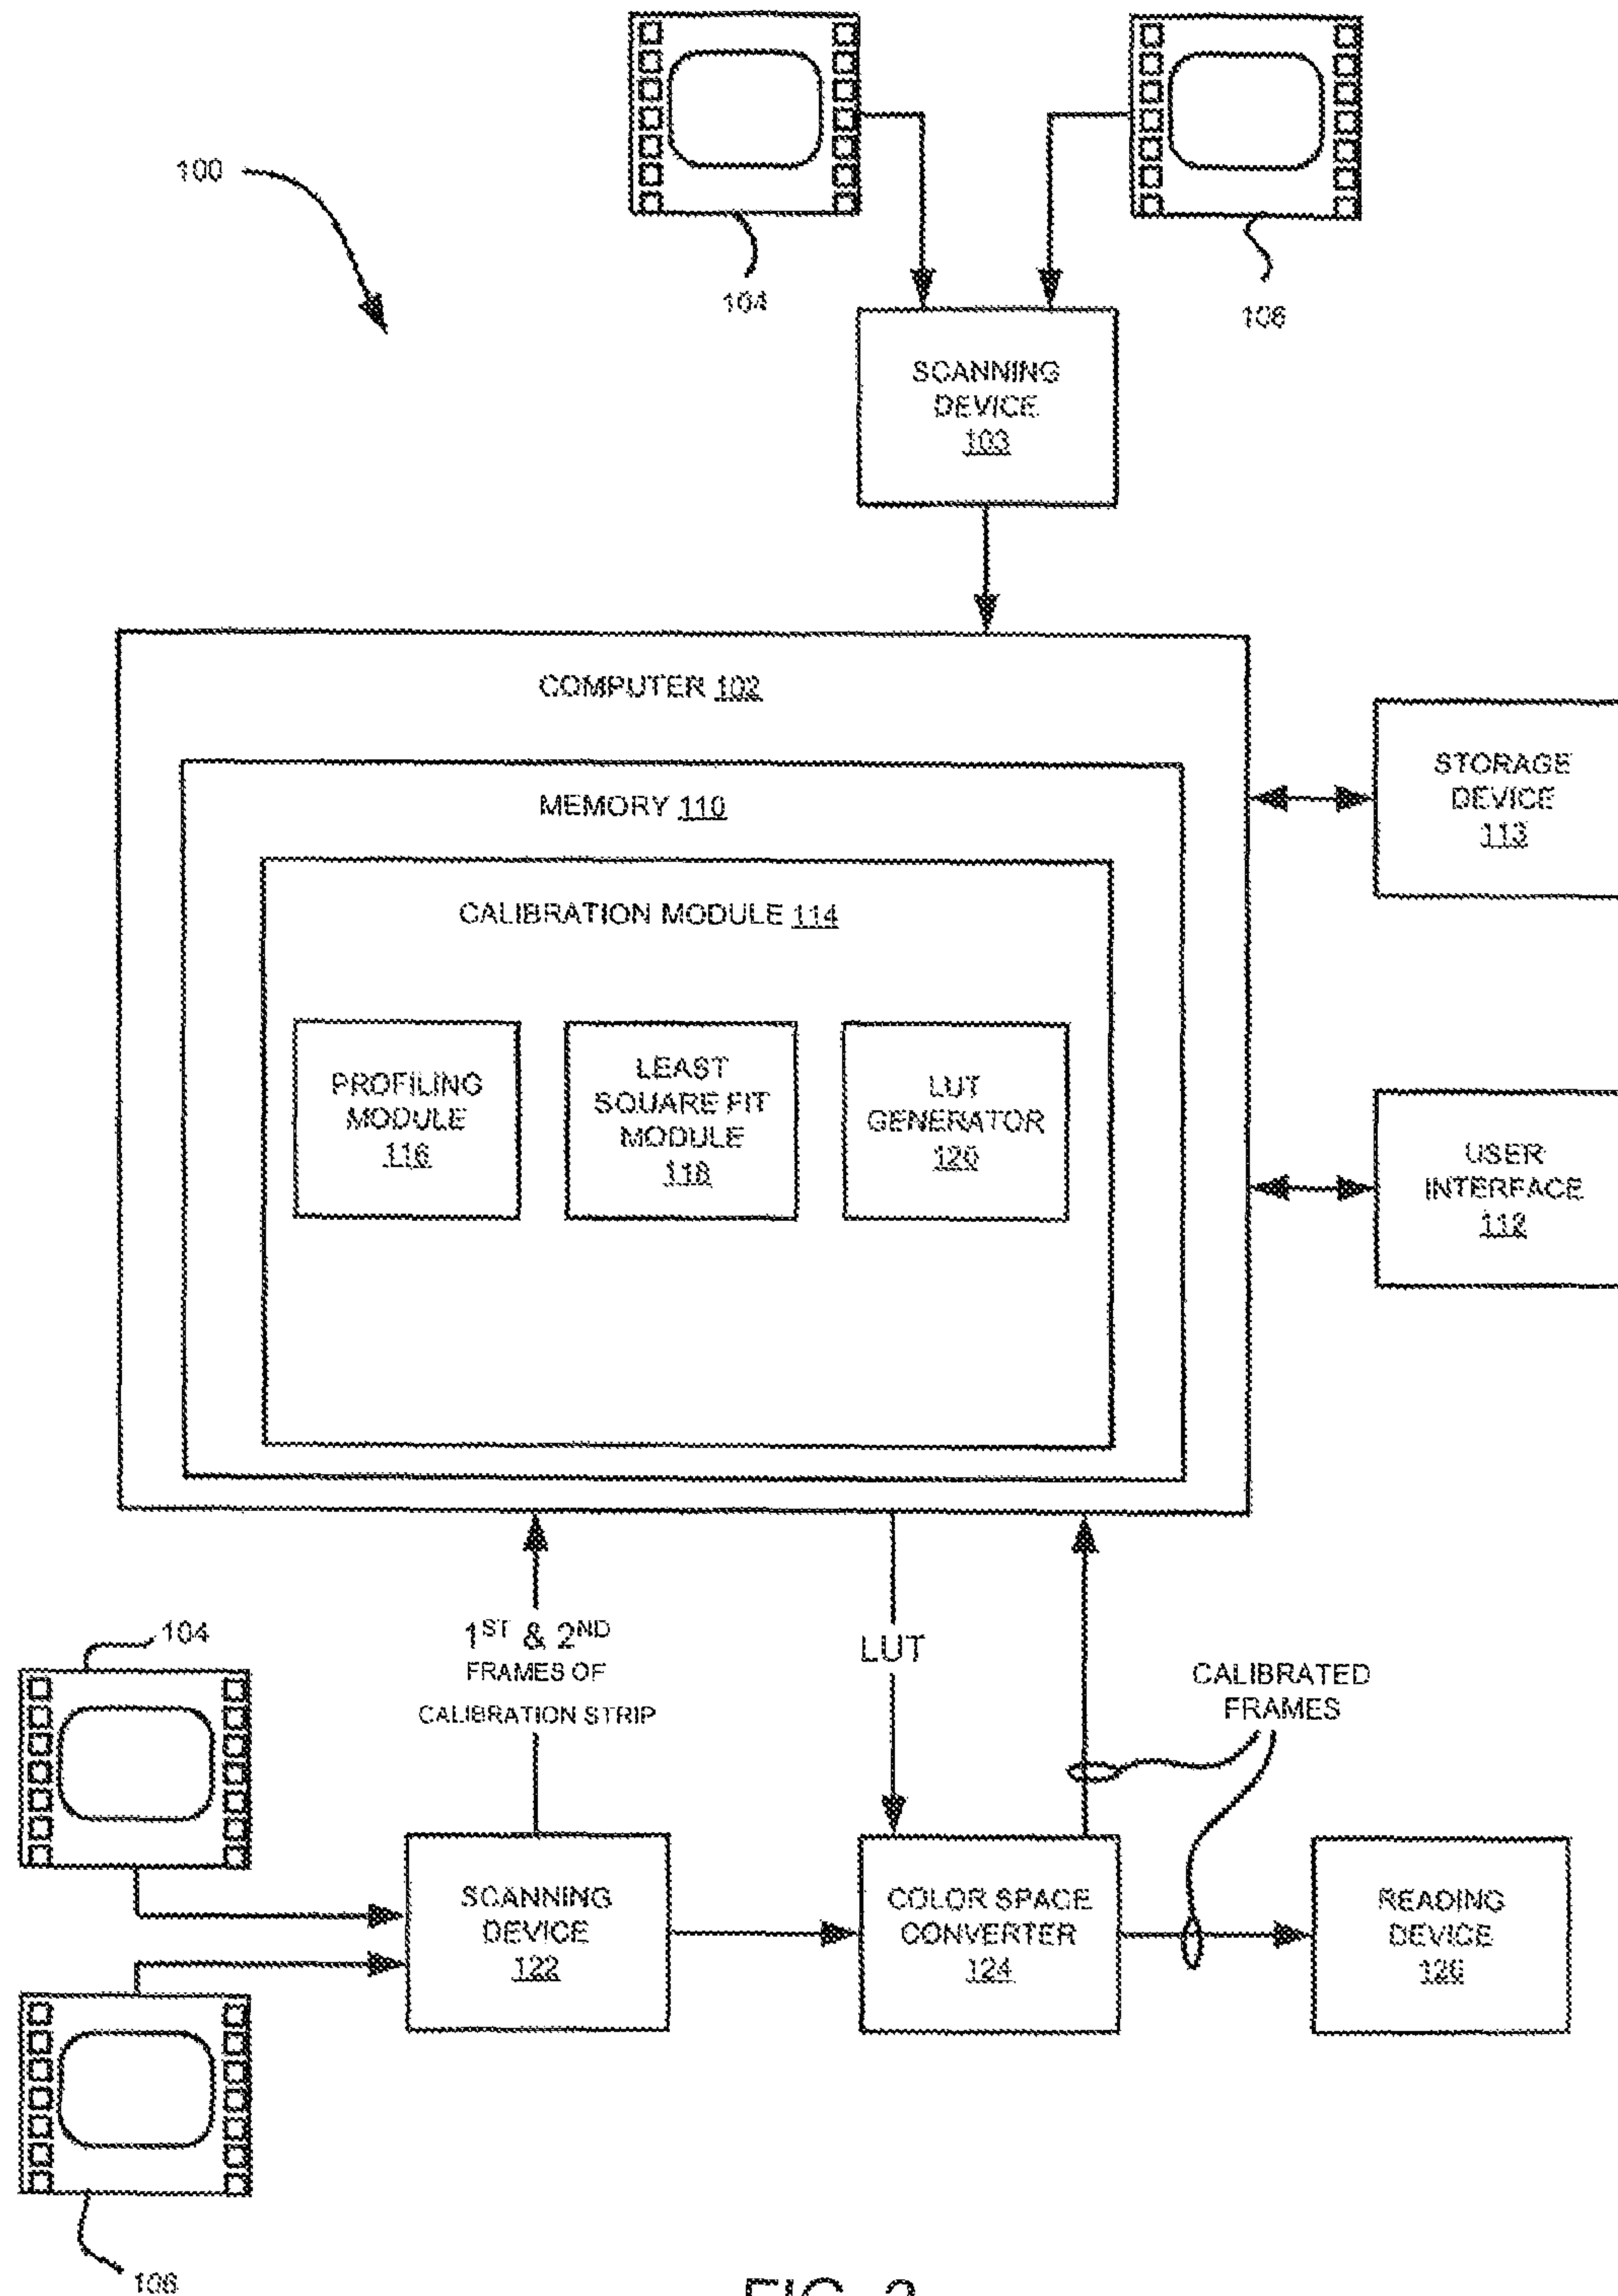 100
104
106
SCANNING
DEVICE
103
COMPUTER 102
MEMORY 110
CALIBRATION MODULE 114
PROFILING
MODULE
116
LEAST
SQUARE FIT
MODULE
118
LUT
GENERATOR
120
STORAGE
DEVICE
113
USER
INTERFACE
112
1ST & 2ND
FRAMES OF
CALIBRATION STRIP
LUT
CALIBRATED
FRAMES
104
SCANNING
DEVICE
122
COLOR SPACE
CONVERTER
124
READING
DEVICE
126
106